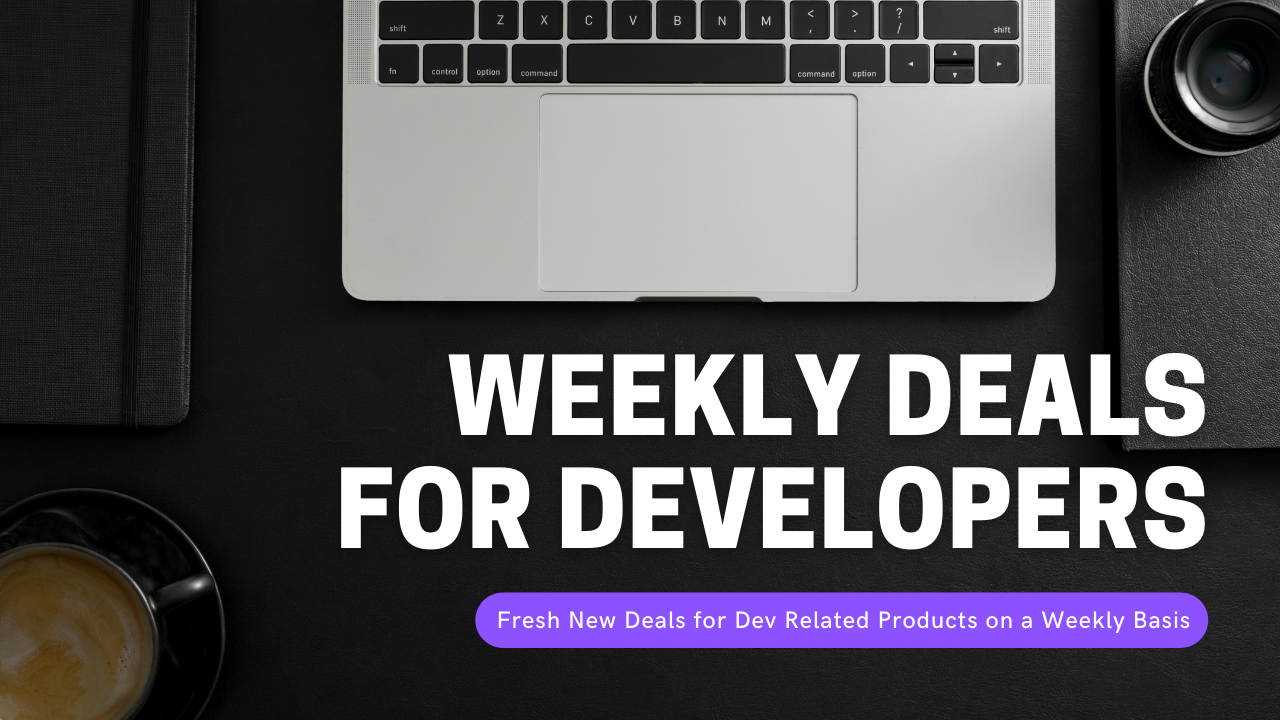 shift Z X C V B N M < , > . ? / shift
fn control option command command option ◄ ▲ ▼ ►
WEEKLY DEALS
FOR DEVELOPERS
Fresh New Deals for Dev Related Products on a Weekly Basis